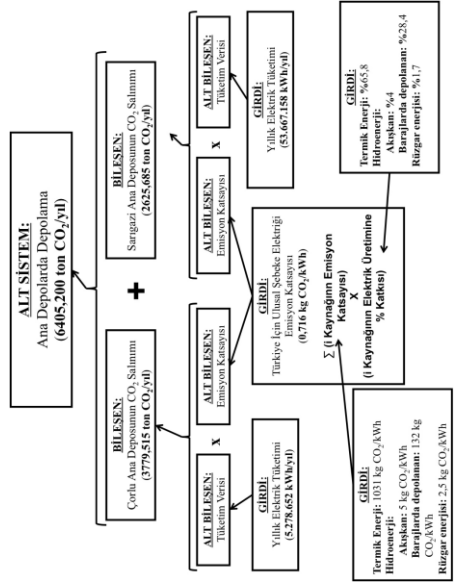 ALT SİSTEM:
Ana Depolarda Depolama
(6405,200 ton CO₂/yıl)
BİLEŞEN:
Çorlu Ana Deposunun CO₂ Salınımı
(3779,515 ton CO₂/yıl)
+
BİLEŞEN:
Sarıgazi Ana Deposunun CO₂ Salınımı
(2625,685 ton CO₂/yıl)
ALT BİLEŞEN:
Tüketim Verisi
x
ALT BİLEŞEN:
Emisyon Katsayısı
ALT BİLEŞEN:
Emisyon Katsayısı
x
ALT BİLEŞEN:
Tüketim Verisi
GİRDİ:
Yıllık Elektrik Tüketimi
(5.278.652 kWh/yıl)
GİRDİ:
Türkiye İçin Ulusal Şebeke Elektriği
Emisyon Katsayısı
(0,716 kg CO₂/kWh)
∑ (i Kaynağının Emisyon
Katsayısı)
X
(i Kaynağının Elektrik Üretimine
% Katkısı)
GİRDİ:
Yıllık Elektrik Tüketimi
(53.667.158 kWh/yıl)
GİRDİ:
Termik Enerji: 1031 kg CO₂/kWh
Hidroenerji:
Akışkan: 5 kg CO₂/kWh
Barajlarda depolanan: 132 kg
CO₂/kWh
Rüzgar enerjisi: 2,5 kg CO₂/kWh
GİRDİ:
Termik Enerji: %65,8
Hidroenerji:
Akışkan: %4
Barajlarda depolanan: %28,4
Rüzgar enerjisi: %1,7